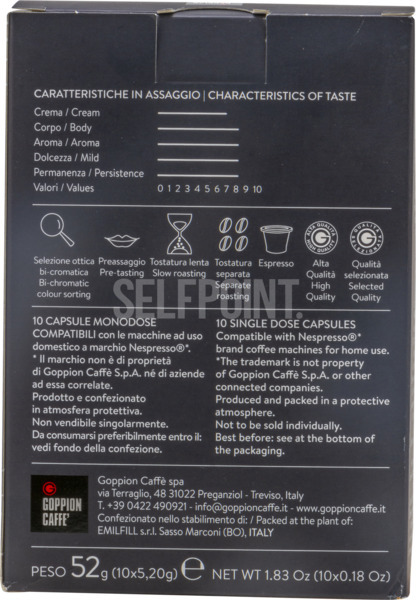 CARATTERISTICHE IN ASSAGGIO | CHARACTERISTICS OF TASTE
Crema / Cream
Corpo / Body
Aroma / Aroma
Dolcezza / Mild
Permanenza / Persistence
Valori / Values 0 1 2 3 4 5 6 7 8 9 10
Selezione ottica
bi-cromatica
Bi-chromatic
colour sorting
Preassaggio
Pre-tasting
Tostatura lenta
Slow roasting
Tostatura
separata
Separate
roasting
Espresso
Alta
Qualità
High
Quality
Qualità
selezionata
Selected
Quality
SELFPOINT.
10 CAPSULE MONODOSE
COMPATIBILI con le macchine ad uso
domestico a marchio Nespresso®*.
* Il marchio non è di proprietà
di Goppion Caffè S.p.A. né di aziende
ad essa correlate.
Prodotto e confezionato
in atmosfera protettiva.
Non vendibile singolarmente.
Da consumarsi preferibilmente entro il:
vedi fondo della confezione.
10 SINGLE DOSE CAPSULES
Compatible with Nespresso®*
brand coffee machines for home use.
*The trademark is not property
of Goppion Caffè S.p.A. or other
connected companies.
Produced and packed in a protective
atmosphere.
Not to be sold individually.
Best before: see at the bottom of
the packaging.
GOPPION
CAFFE'
Goppion Caffè spa
via Terraglio, 48 31022 Preganziol - Treviso, Italy
T. +39 0422 490921 - info@goppioncaffe.it - www.goppioncaffe.it
Confezionato nello stabilimento di: / Packed at the plant of:
EMILFILL s.r.l. Sasso Marconi (BO), ITALY
PESO 52g (10x5,20g) e NET WT 1.83 Oz (10x0.18 Oz)